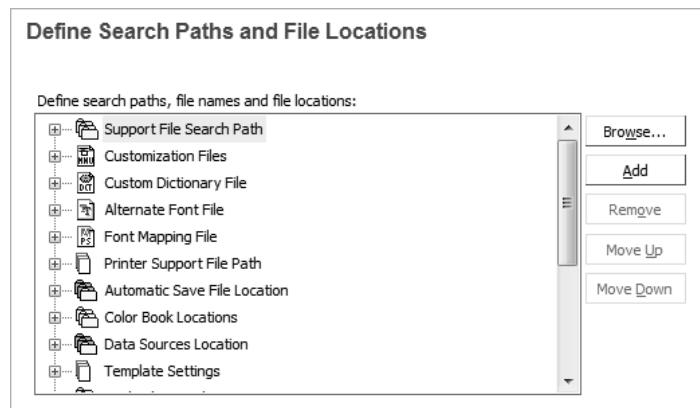 Define Search Paths and File Locations
Define search paths, file names and file locations:
Support File Search Path
Customization Files
Custom Dictionary File
Alternate Font File
Font Mapping File
Printer Support File Path
Automatic Save File Location
Color Book Locations
Data Sources Location
Template Settings
Browse...
Add
Remove
Move Up
Move Down